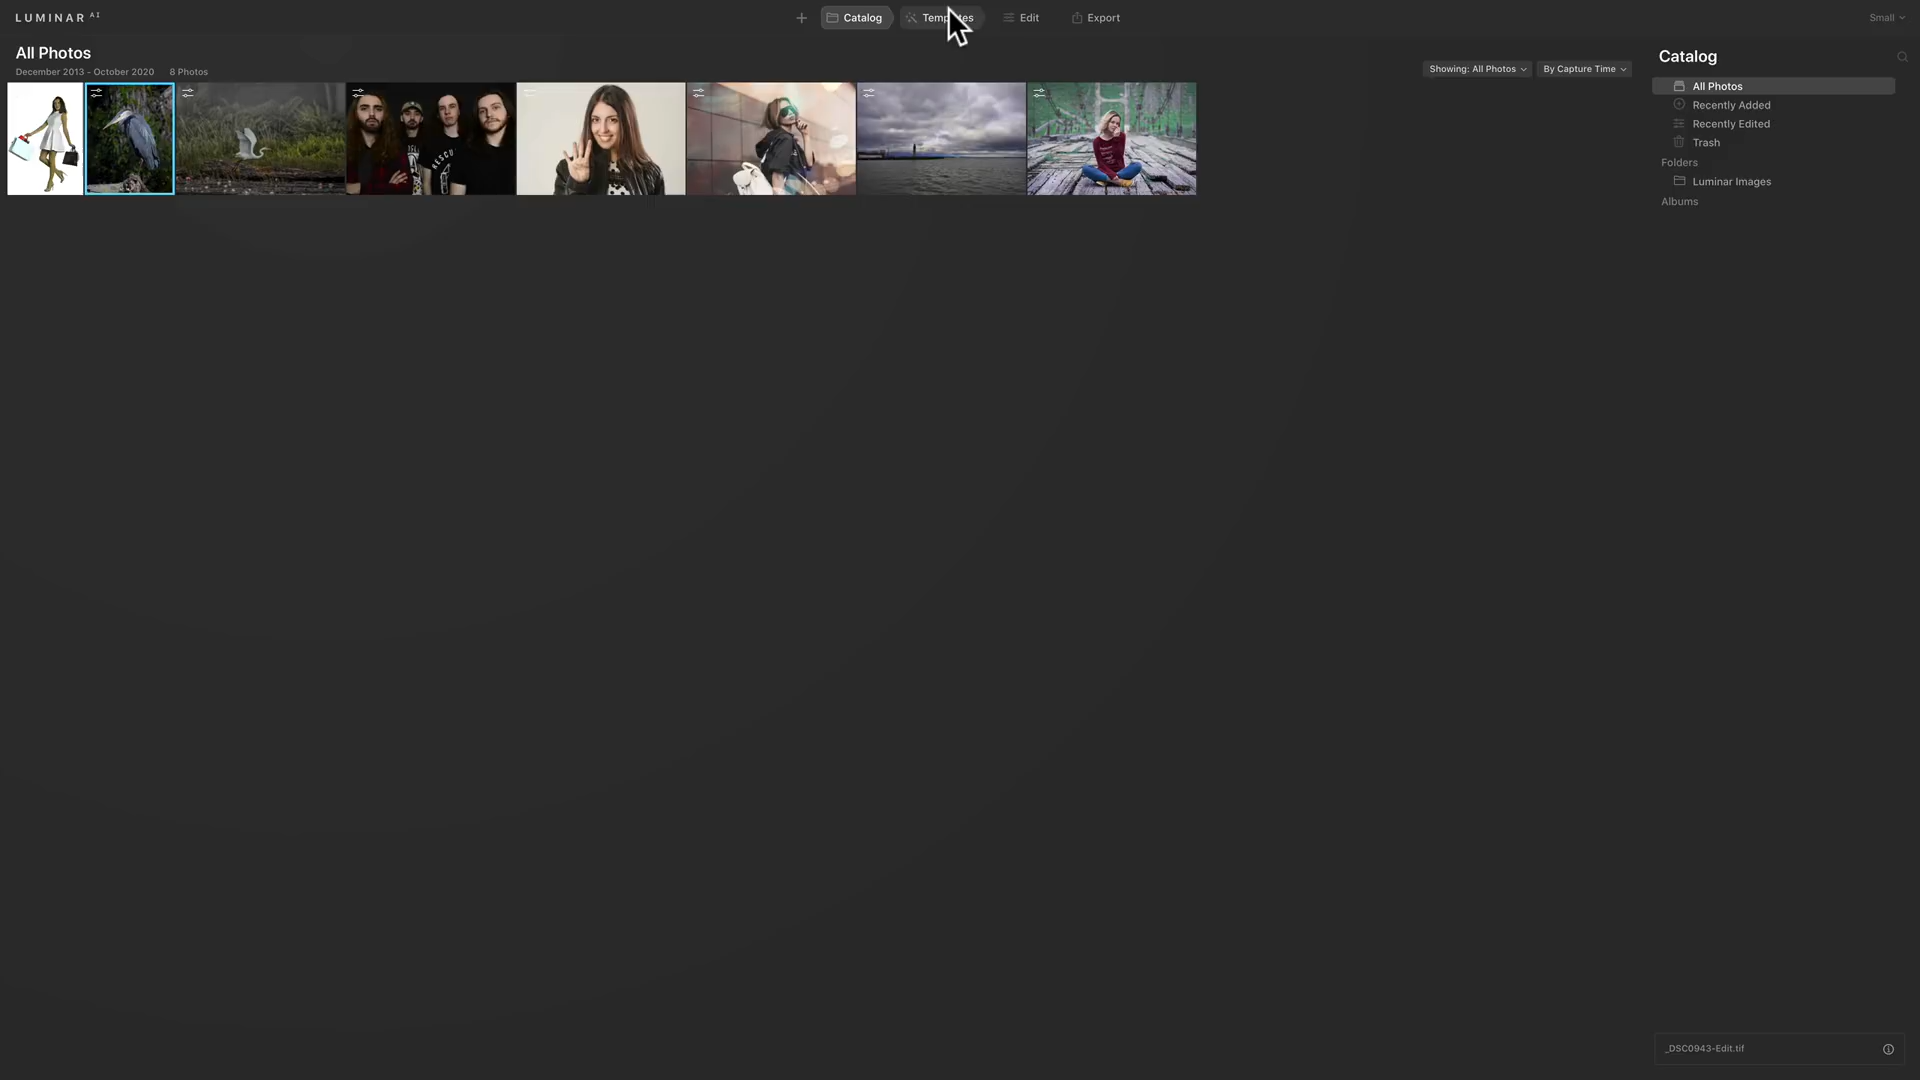 LUMINAR AI
Catalog
Edit
Export
Small
All Photos
December 2013 - October 2020 8 Photos
Showing: All Photos
By Capture Time
Catalog
All Photos
Recently Added
Recently Edited
Trash
Folders
Luminar Images
Albums
_DSC0943-Edit.tif